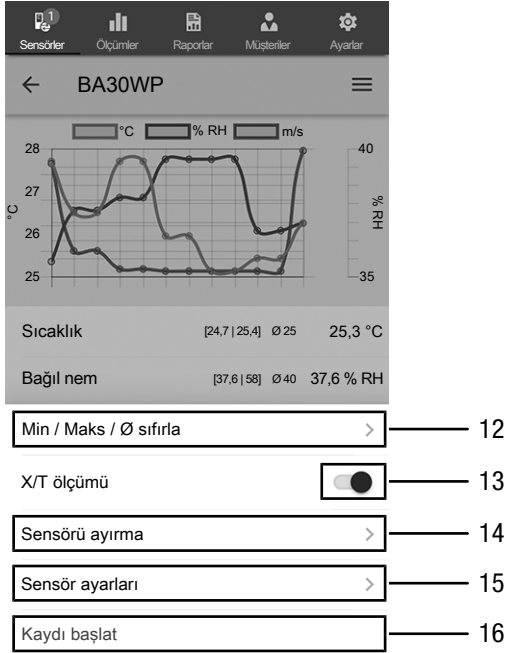 1
Sensörler Ölçümler Raporlar Müşteriler Ayarlar
BA30WP
°C % RH m/s
28 40
27
°C % RH
26
25 35
Sıcaklık [24,7 | 25,4] Ø 25 25,3 °C
Bağıl nem [37,6 | 58] Ø 40 37,6 % RH
Min / Maks / Ø sıfırla 12
X/T ölçümü 13
Sensörü ayırma 14
Sensör ayarları 15
Kaydı başlat 16